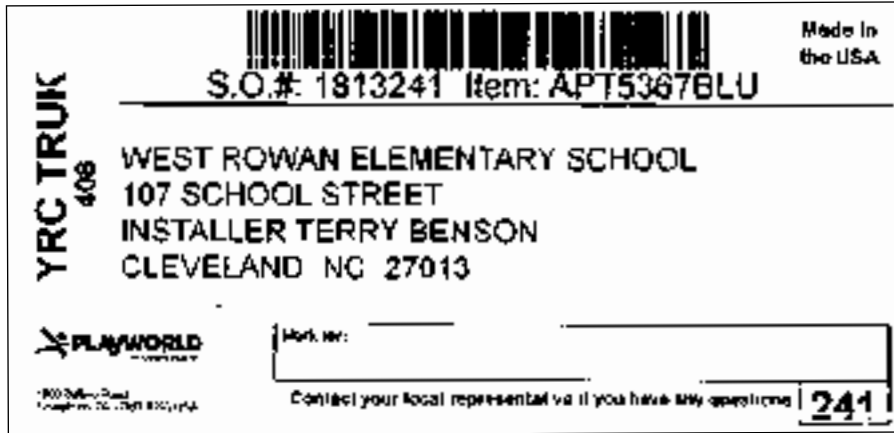 Made In
the USA
S.O.#: 1813241 Item: APT5367BLU
YRC TRUK
408
WEST ROWAN ELEMENTARY SCHOOL
107 SCHOOL STREET
INSTALLER TERRY BENSON
CLEVELAND NC 27013
PLAYWORLD
Contact your local representative if you have any questions
241